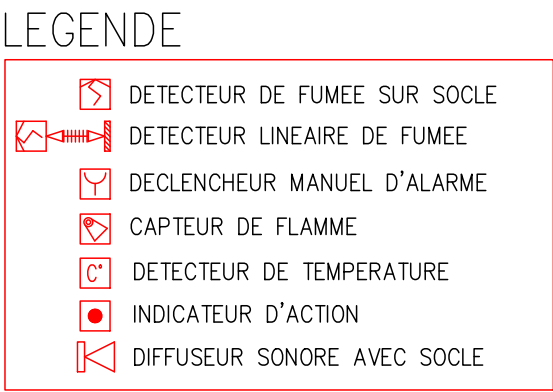 LEGENDE
DETECTEUR DE FUMEE SUR SOCLE
DETECTEUR LINEAIRE DE FUMEE
DECLENCHEUR MANUEL D'ALARME
CAPTEUR DE FLAMME
C° DETECTEUR DE TEMPERATURE
INDICATEUR D'ACTION
DIFFUSEUR SONORE AVEC SOCLE